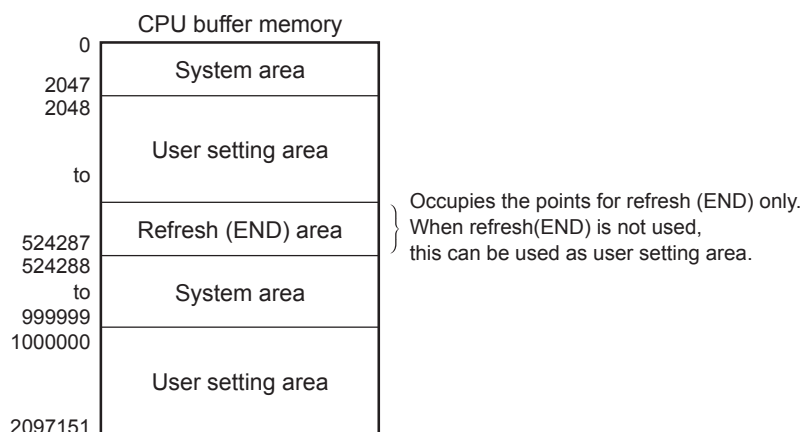 CPU buffer memory
0
System area
2047
2048
User setting area
to
Occupies the points for refresh (END) only.
Refresh (END) area
When refresh(END) is not used,
this can be used as user setting area.
524287
524288
to
System area
999999
1000000
User setting area
2097151